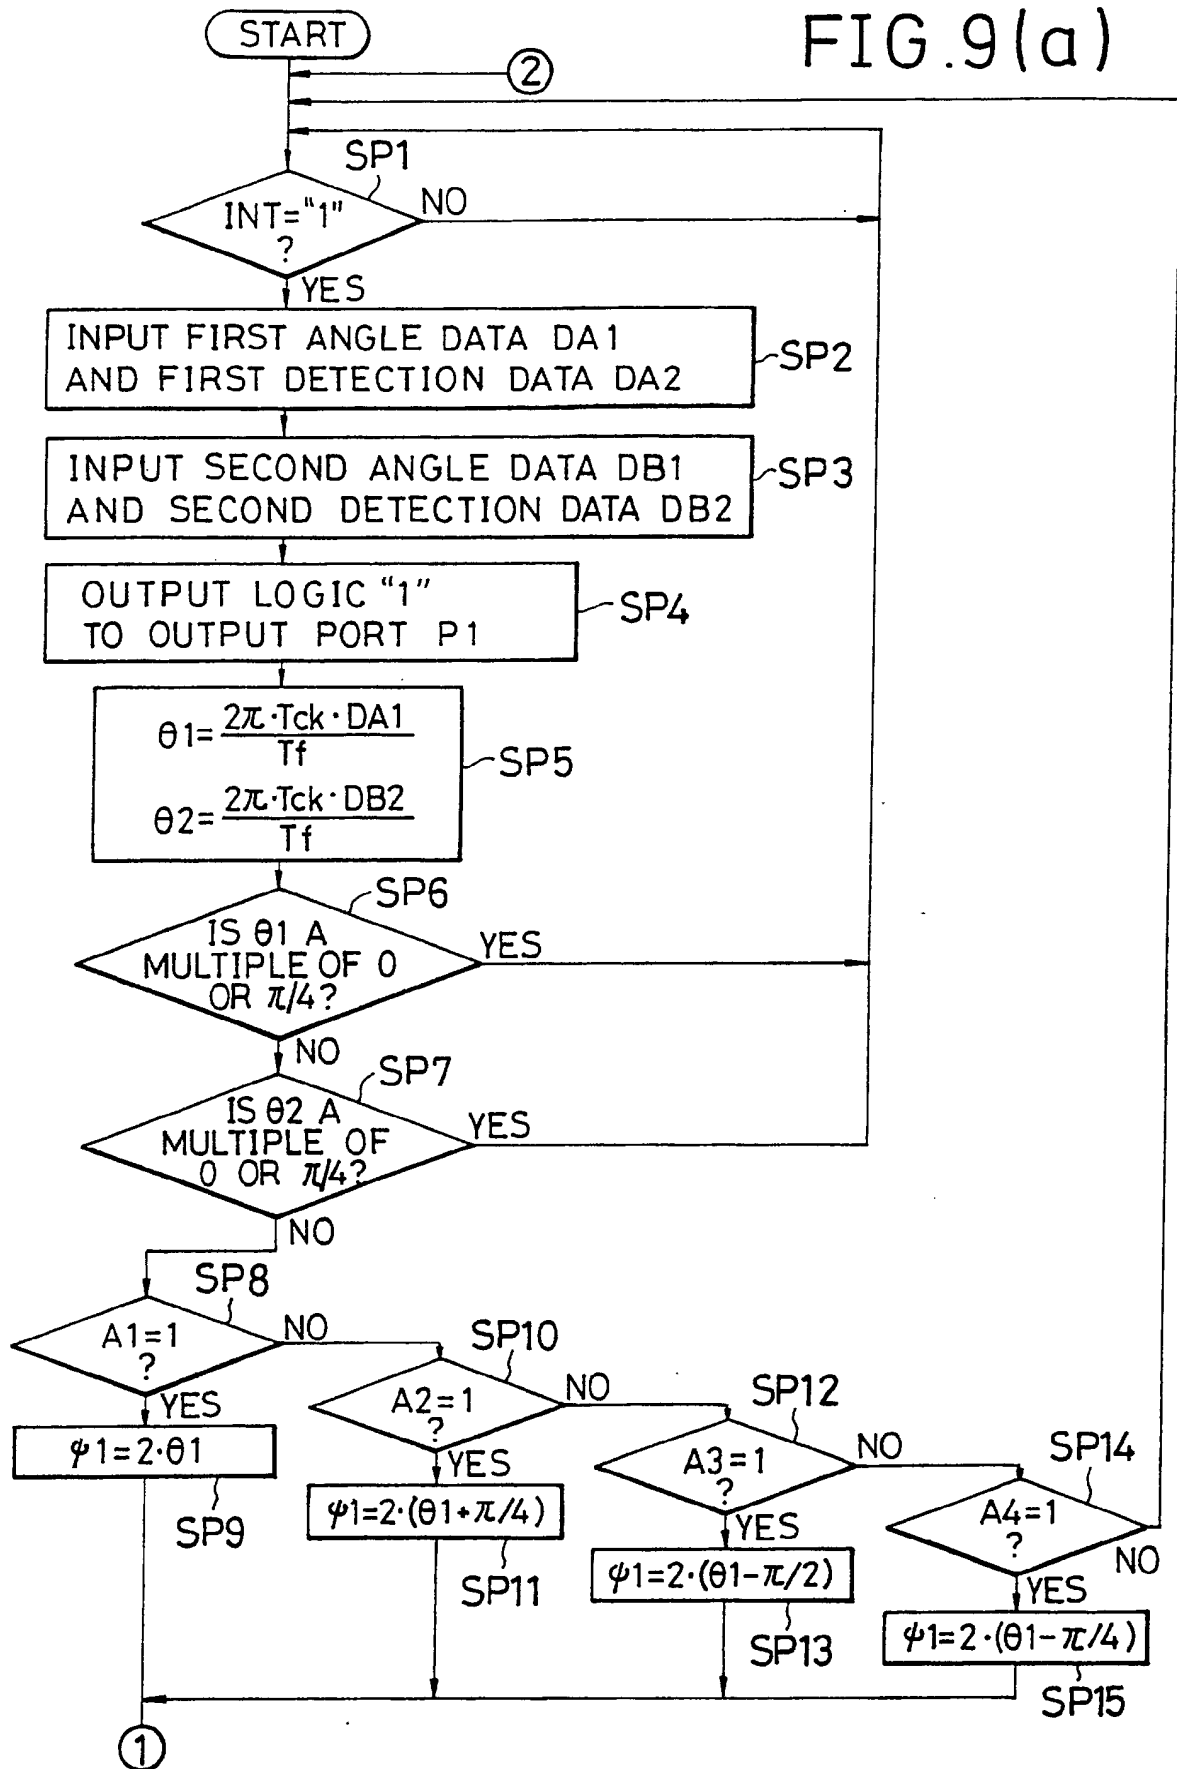 START
FIG.9(a)
2
SP1
INT="1"
?
NO
YES
INPUT FIRST ANGLE DATA DA1
AND FIRST DETECTION DATA DA2
SP2
INPUT SECOND ANGLE DATA DB1
AND SECOND DETECTION DATA DB2
SP3
OUTPUT LOGIC "1"
TO OUTPUT PORT P1
SP4
θ1= 2π·Tck·DA1
Tf
θ2= 2π·Tck·DB2
Tf
SP5
SP6
IS θ1 A
MULTIPLE OF 0
OR π/4?
YES
NO
SP7
IS θ2 A
MULTIPLE OF
0 OR π/4?
YES
NO
SP8
A1=1
?
NO
YES
ψ1=2·θ1
SP9
SP10
A2=1
?
NO
YES
ψ1=2·(θ1+π/4)
SP11
SP12
A3=1
?
NO
YES
ψ1=2·(θ1-π/2)
SP13
SP14
A4=1
?
NO
YES
ψ1=2·(θ1-π/4)
SP15
1